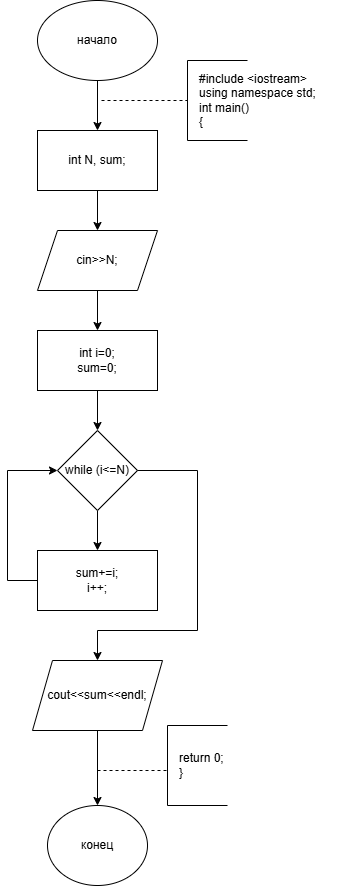 начало
#include <iostream>
using namespace std;
int main()
{
int N, sum;
cin>>N;
int i=0;
sum=0;
while (i<=N)
sum+=i;
i++;
cout<<sum<<endl;
return 0;
}
конец